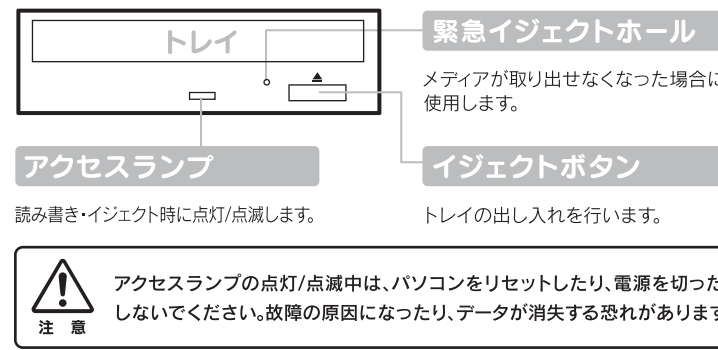 トレイ
緊急イジェクトホール
メディアが取り出せなくなった場合に
使用します。
アクセスランプ
読み書き・イジェクト時に点灯/点滅します。
イジェクトボタン
トレイの出し入れを行います。
アクセスランプの点灯/点滅中は、パソコンをリセットしたり、電源を切った
しないでください。故障の原因になったり、データが消失する恐れがあります
注 意